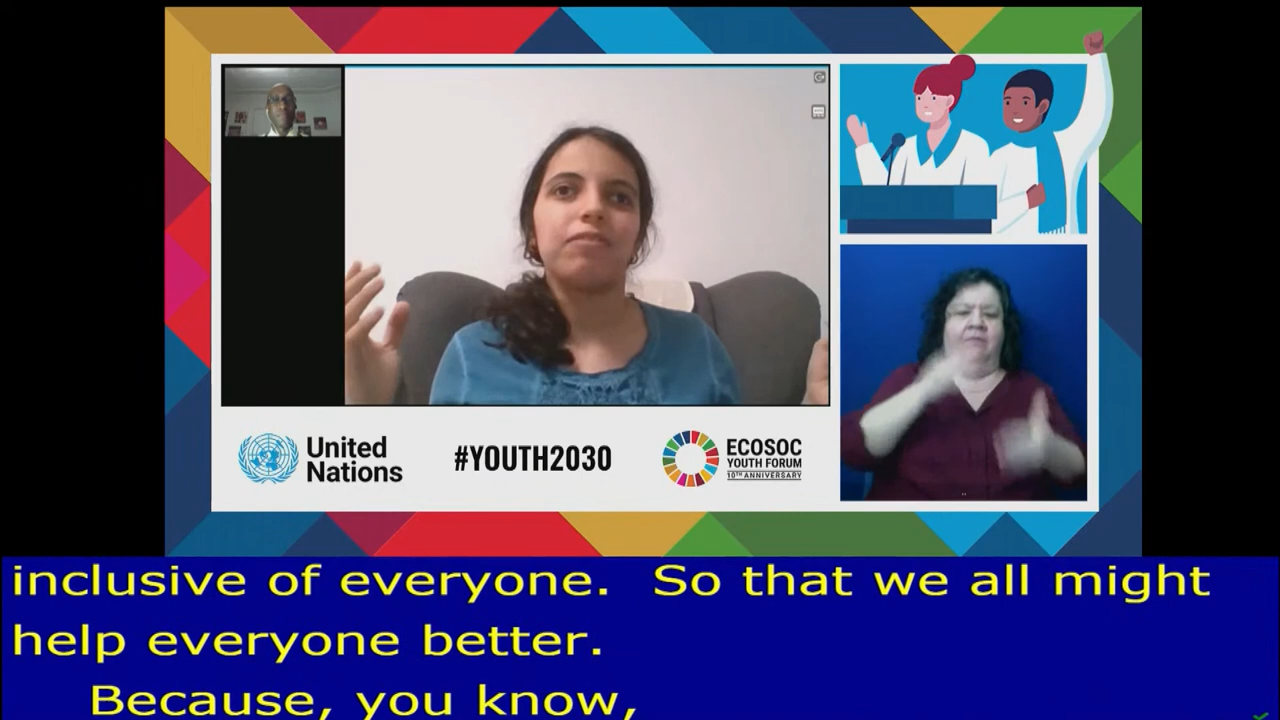 United
Nations
#YOUTH2030
ECOSOC
YOUTH FORUM
10TH ANNIVERSARY
inclusive of everyone. So that we all might
help everyone better.
Because, you know,